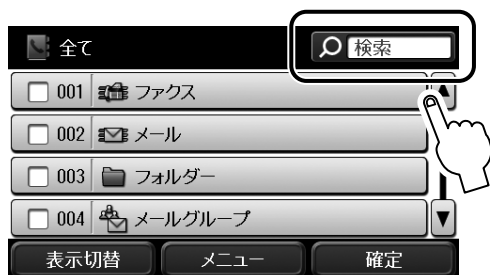 全て 検索
001 ファクス
002 メール
003 フォルダー
004 メールグループ
表示切替 メニュー 確定